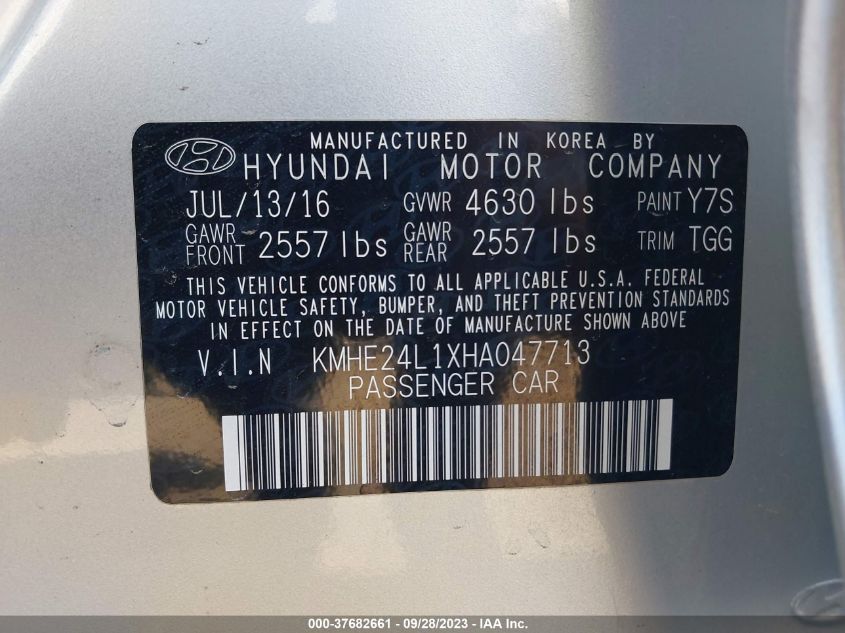 MANUFACTURED IN KOREA BY
HYUNDAI MOTOR COMPANY
JUL/13/16 GVWR 4630 lbs PAINT Y7S
GAWR FRONT 2557 lbs GAWR REAR 2557 lbs TRIM TGG
THIS VEHICLE CONFORMS TO ALL APPLICABLE U.S.A. FEDERAL
MOTOR VEHICLE SAFETY, BUMPER, AND THEFT PREVENTION STANDARDS
IN EFFECT ON THE DATE OF MANUFACTURE SHOWN ABOVE
V.I.N KMHE24L1XHA047713
PASSENGER CAR
000-37682661 - 09/28/2023 - IAA Inc.